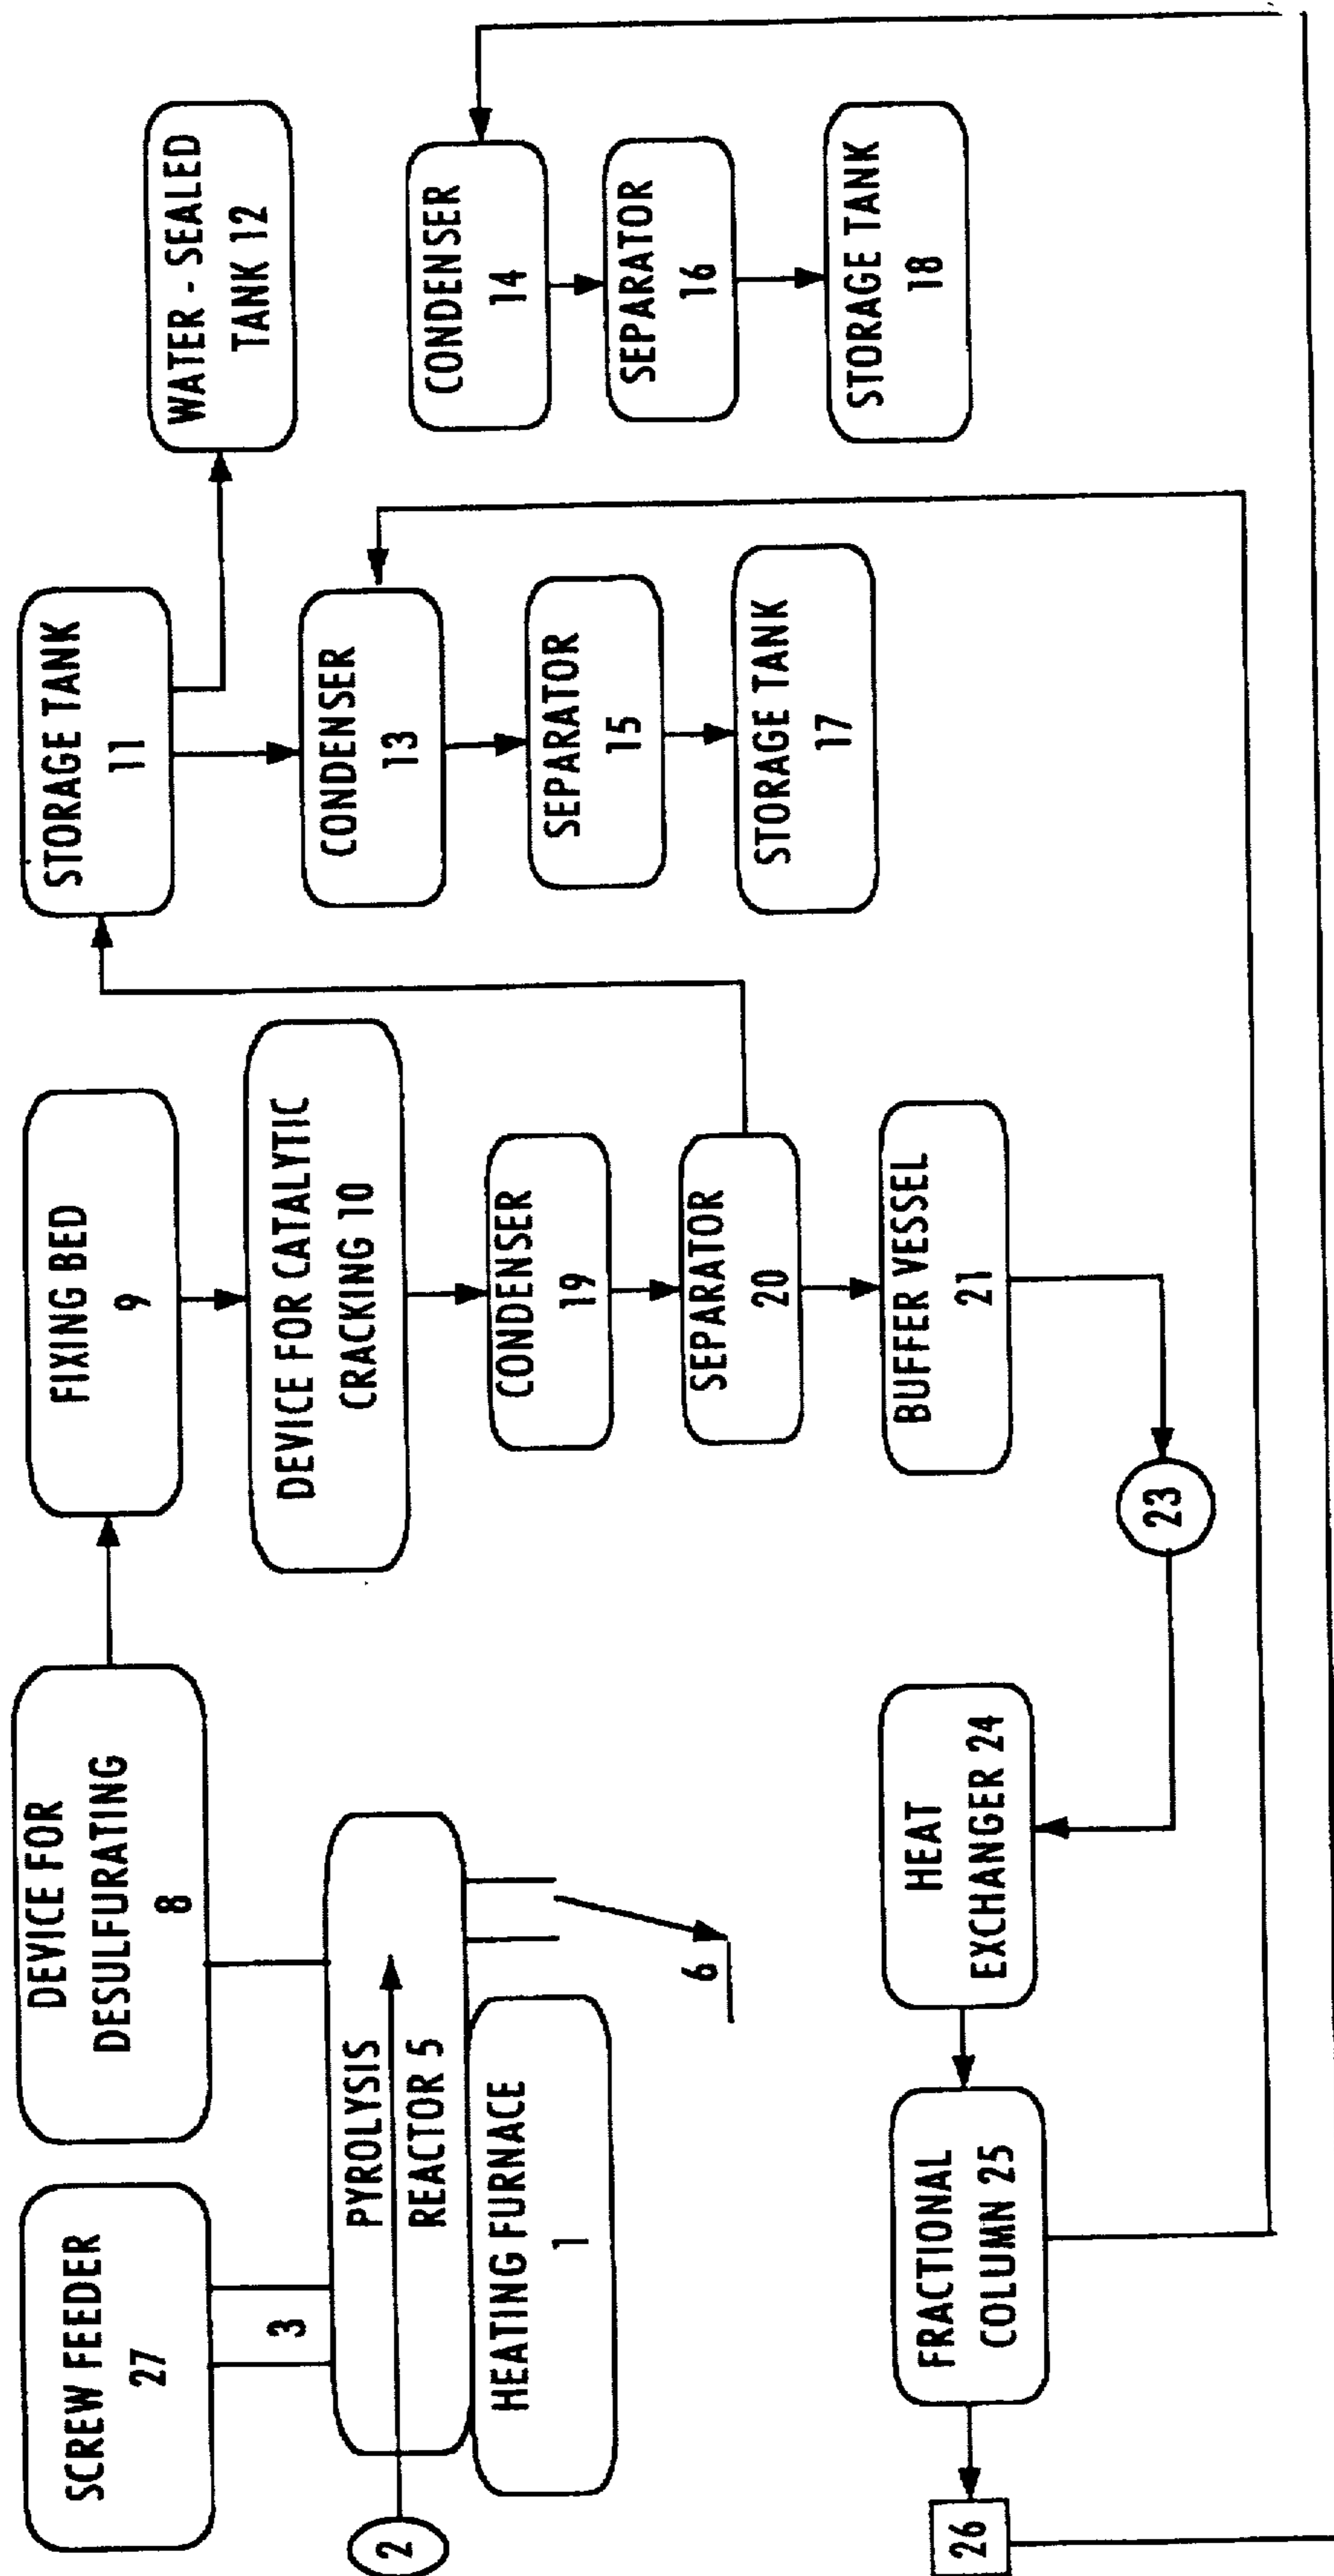 SCREW FEEDER
27
3
2
PYROLYSIS
REACTOR 5
HEATING FURNACE
1
6
DEVICE FOR
DESULFURATING
8
FIXING BED
9
DEVICE FOR CATALYTIC
CRACKING 10
CONDENSER
19
SEPARATOR
20
BUFFER VESSEL
21
23
HEAT
EXCHANGER 24
FRACTIONAL
COLUMN 25
26
STORAGE TANK
11
WATER - SEALED
TANK 12
CONDENSER
13
SEPARATOR
15
STORAGE TANK
17
CONDENSER
14
SEPARATOR
16
STORAGE TANK
18